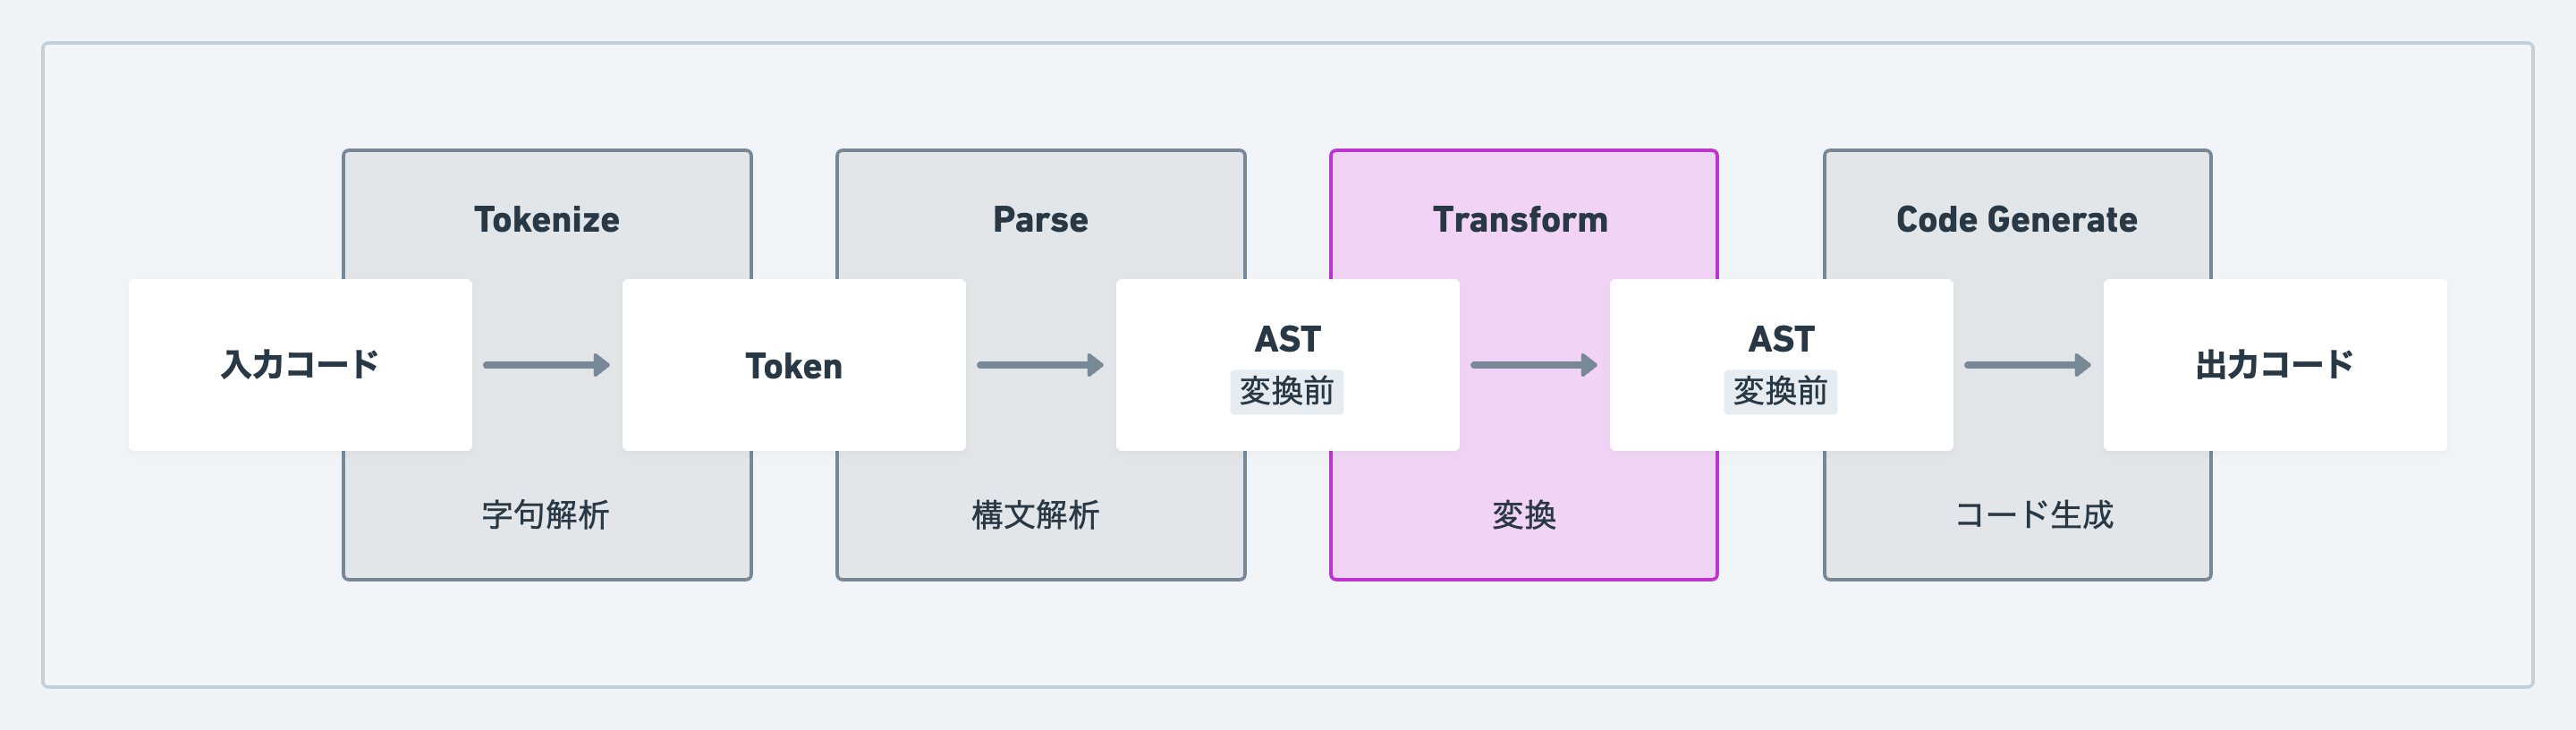 Tokenize
Parse
Transform
Code Generate
入力コード
Token
AST
変換前
AST
変換前
出力コード
字句解析
構文解析
変換
コード生成